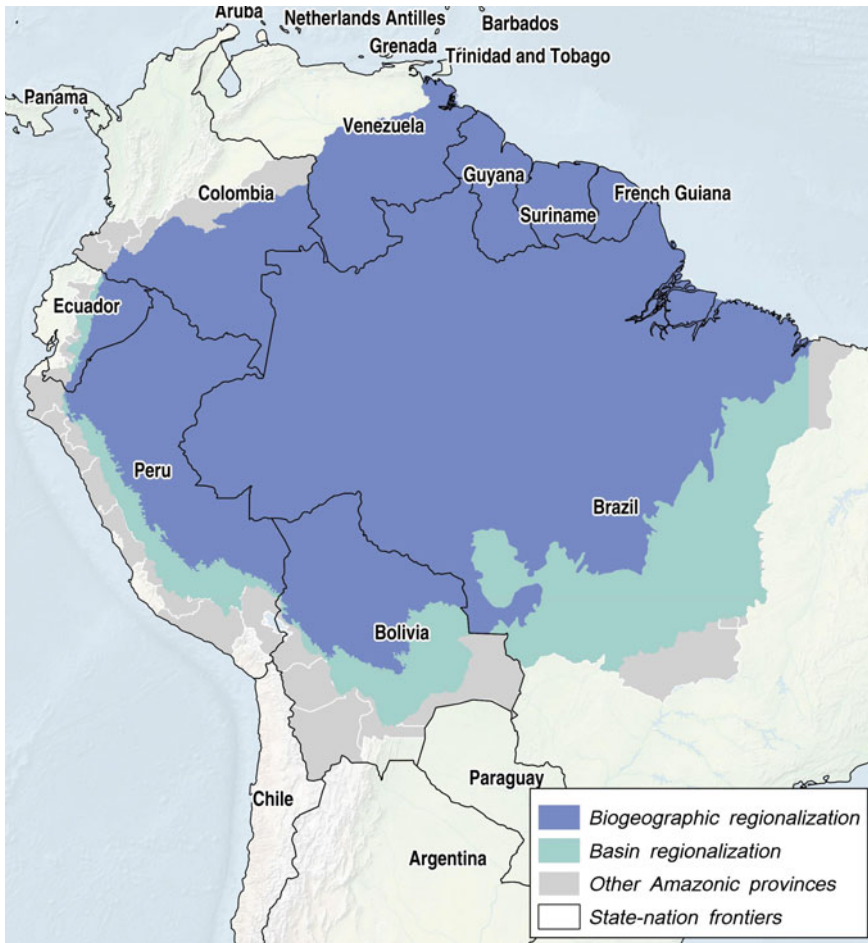 Aruba
Netherlands Antilles
Barbados
Grenada
Trinidad and Tobago
Panama
Venezuela
Guyana
Colombia
French Guiana
Suriname
Ecuador
Peru
Brazil
Bolivia
Paraguay
Chile
Argentina
Biogeographic regionalization
Basin regionalization
Other Amazonic provinces
State-nation frontiers